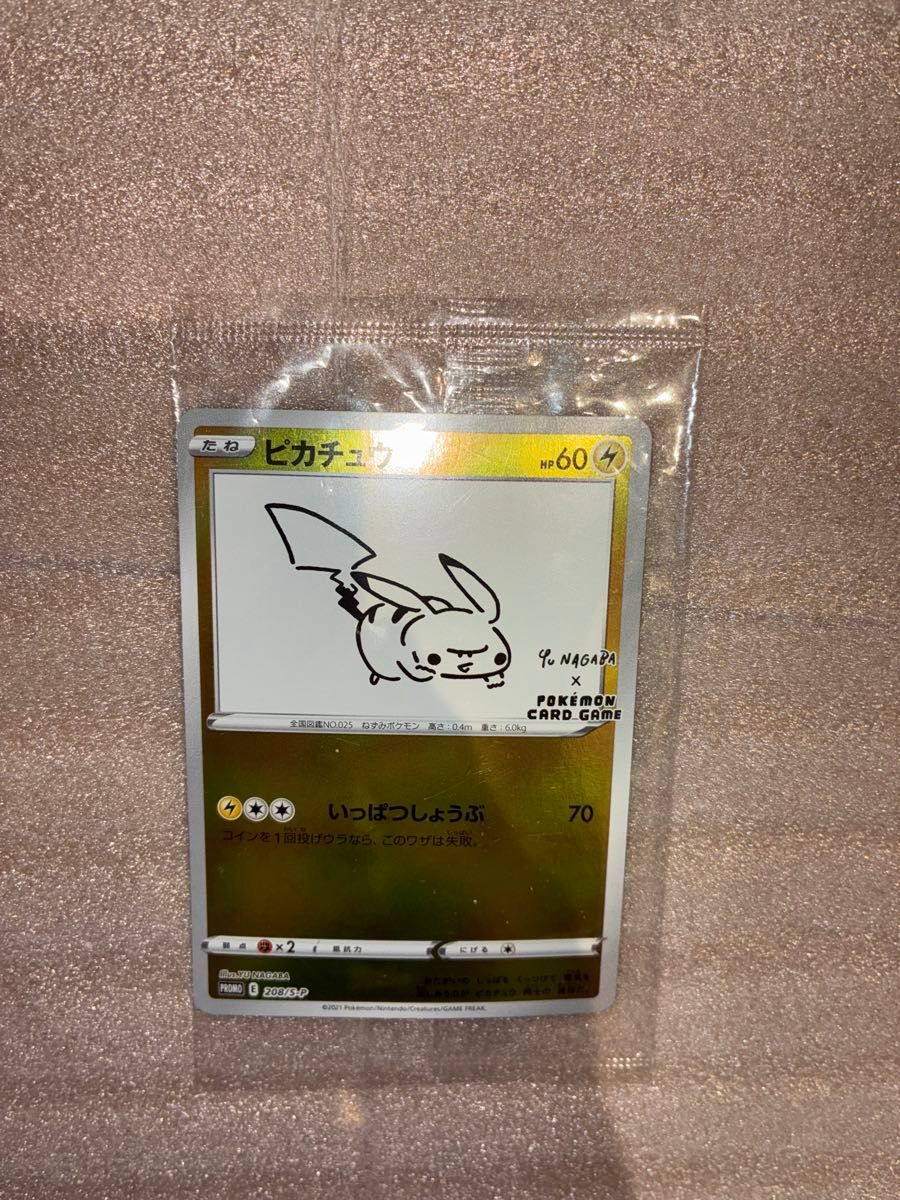 たね ピカチュウ HP60
YU NAGABA
×
POKÉMON
CARD GAME
全国図鑑NO.025 ねずみポケモン 高さ:0.4m 重さ:6.0kg
いっぱつしょうぶ 70
コインを1回投げウラなら、このワザは失敗。
弱点 ×2 抵抗力 にげる
illus. YU NAGABA
PROMO E 208/S-P
©2021 Pokémon/Nintendo/Creatures/GAME FREAK.